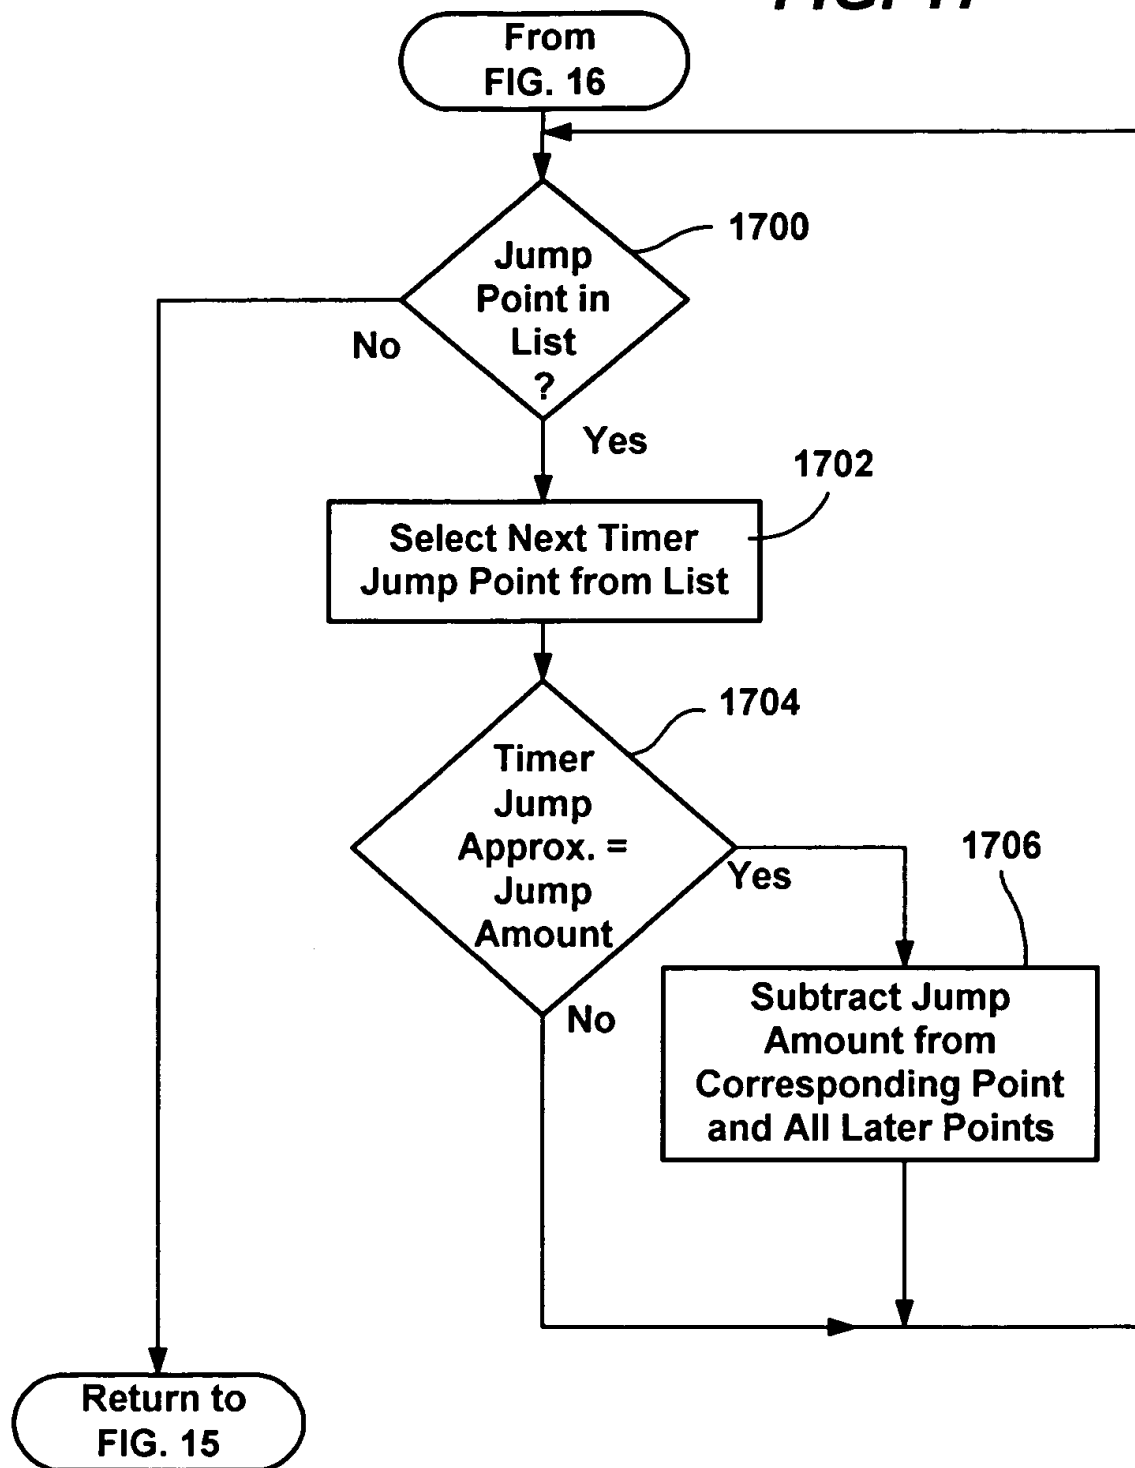 FIG. 17
From
FIG. 16
1700
Jump
Point in
List
?
No
Yes
1702
Select Next Timer
Jump Point from List
1704
Timer
Jump
Approx. =
Jump
Amount
Yes
1706
No
Subtract Jump
Amount from
Corresponding Point
and All Later Points
Return to
FIG. 15